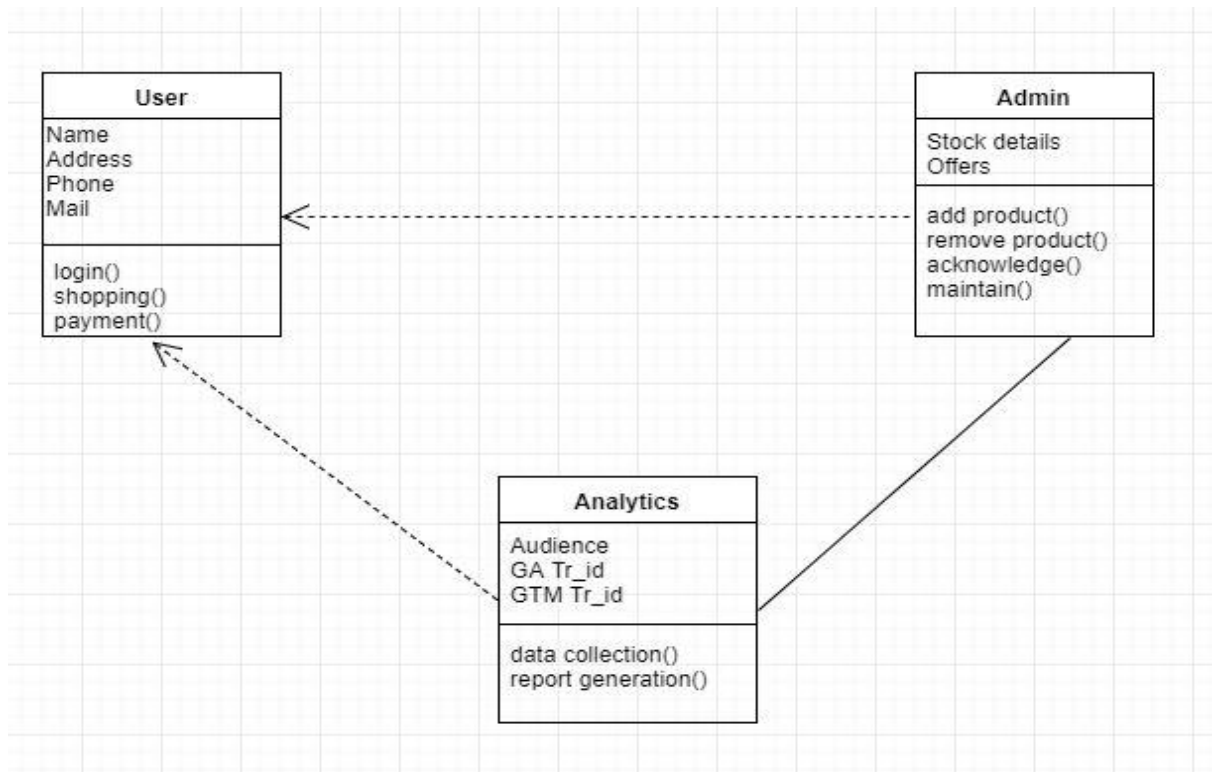 User
Name
Address
Phone
Mail
login()
shopping()
payment()
Admin
Stock details
Offers
add product()
remove product()
acknowledge()
maintain()
Analytics
Audience
GA Tr_id
GTM Tr_id
data collection()
report generation()